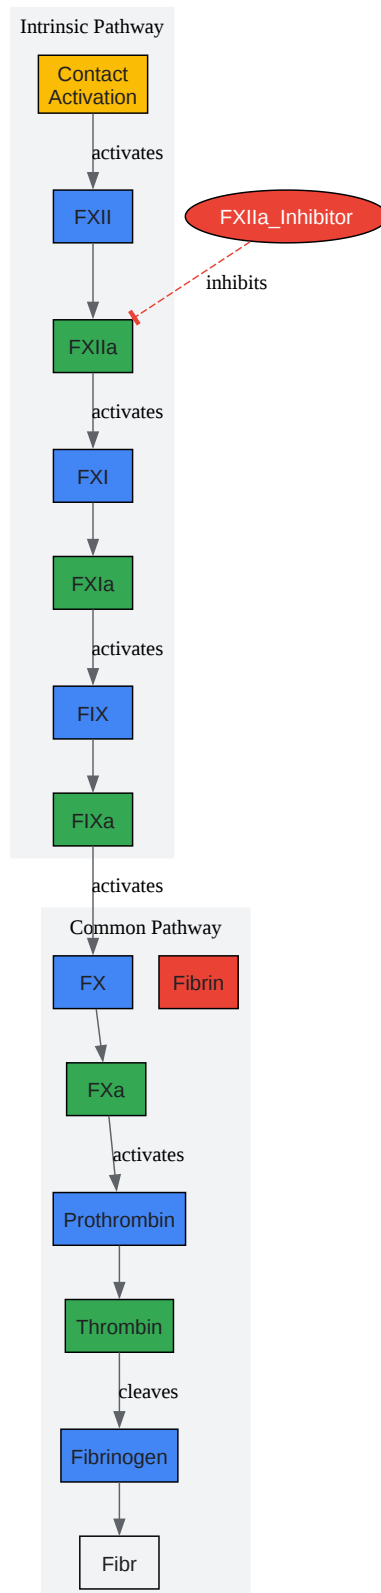 Intrinsic Pathway
Contact
Activation
activates
FXII
FXIIa_Inhibitor
inhibits
FXIIa
activates
FXI
FXIa
activates
FIX
FIXa
activates
Common Pathway
FX
Fibrin
FXa
activates
Prothrombin
Thrombin
cleaves
Fibrinogen
Fibr